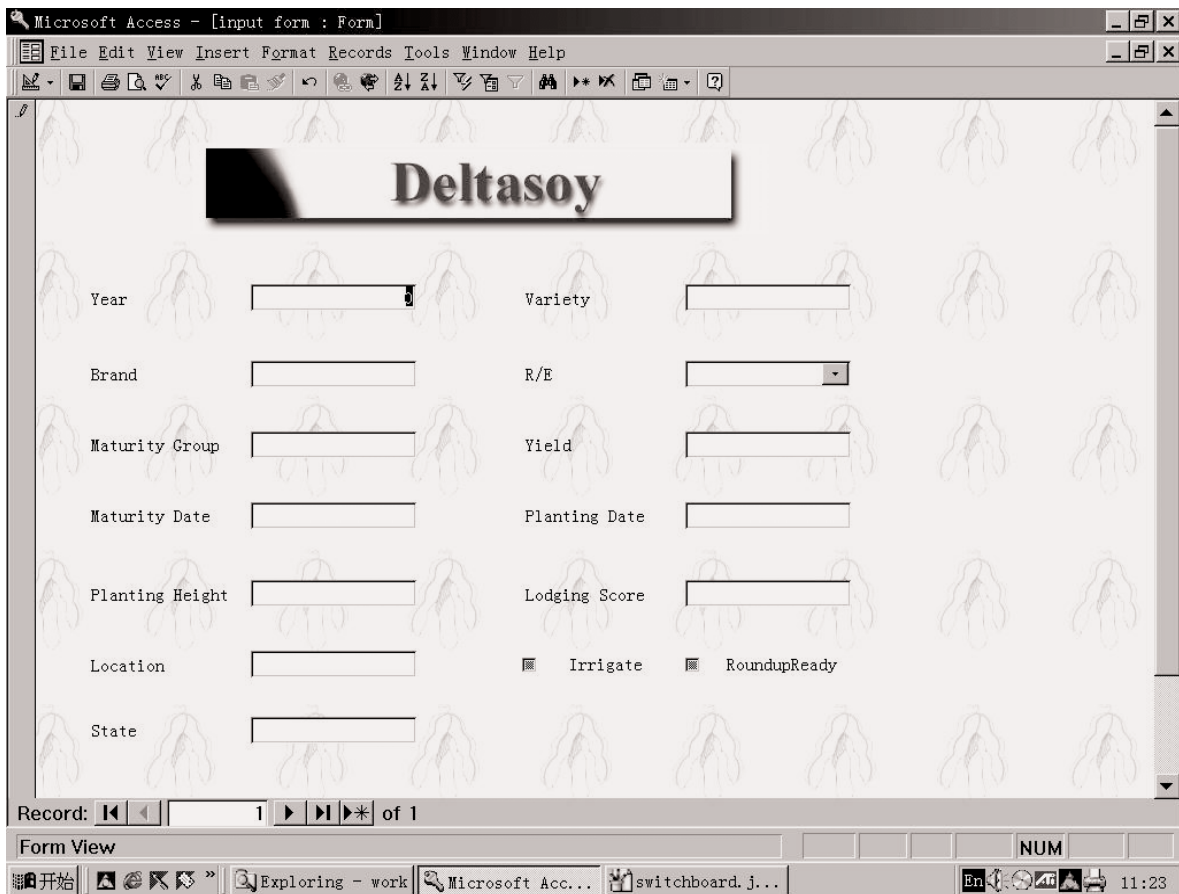 Microsoft Access - [input form : Form]
File Edit View Insert Format Records Tools Window Help
Deltasoy
Year 0 Variety
Brand R/E
Maturity Group Yield
Maturity Date Planting Date
Planting Height Lodging Score
Location Irrigate RoundupReady
State
Record: 1 of 1
Form View NUM
开始 » Exploring - work Microsoft Acc... switchboard.j... En ATI 11:23